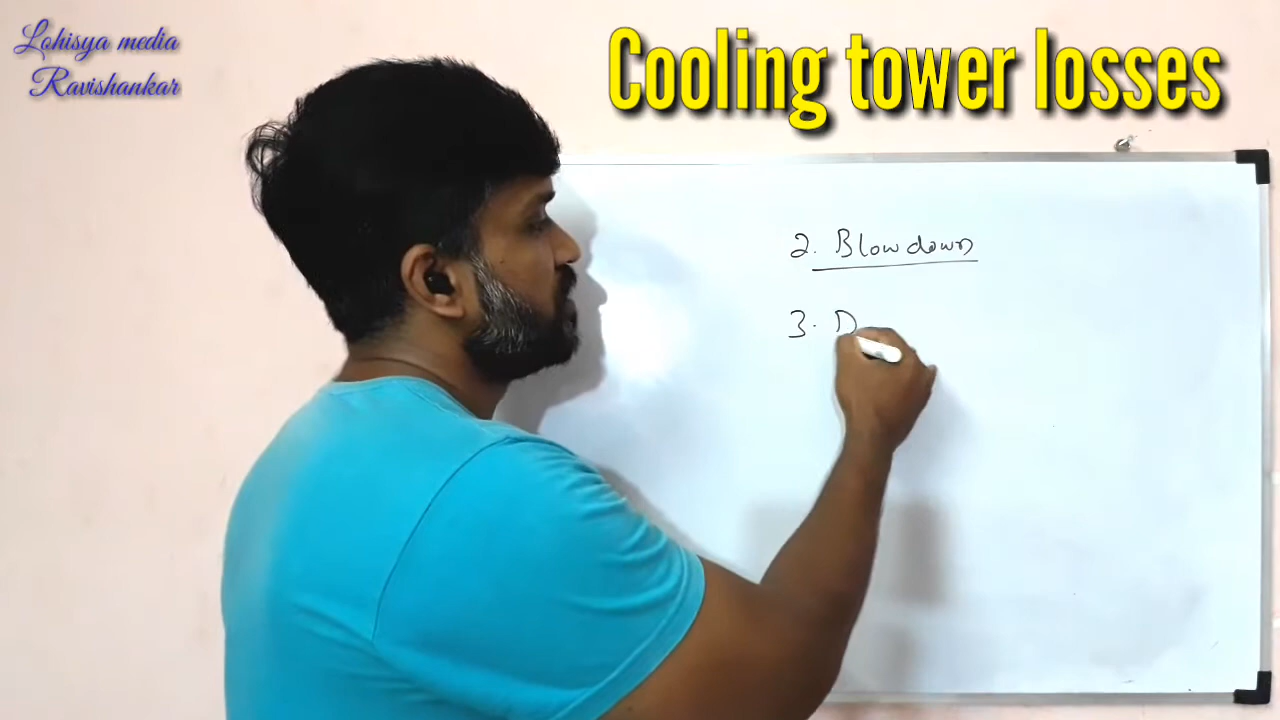 Lohisya media
Ravishankar
Cooling tower losses
2. Blowdown
3. D